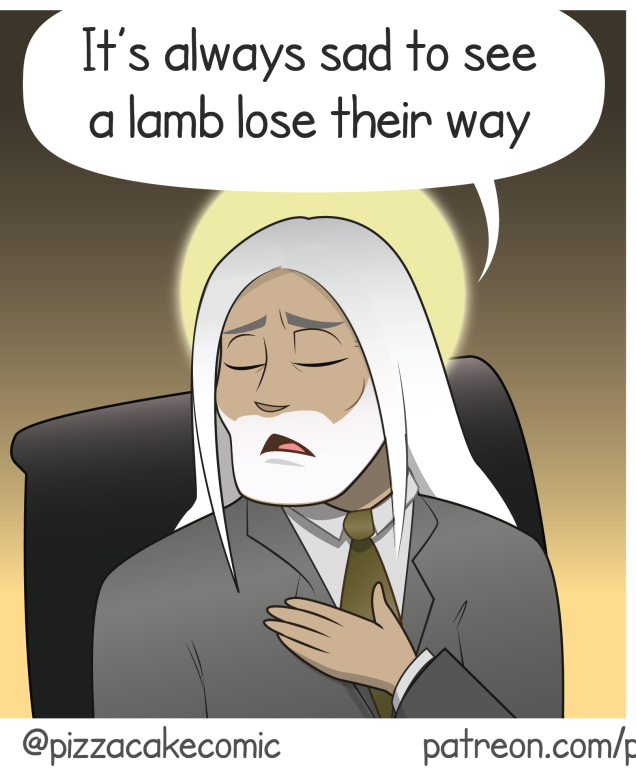 It's always sad to see
a lamb lose their way
@pizzacakecomic
patreon.com/p